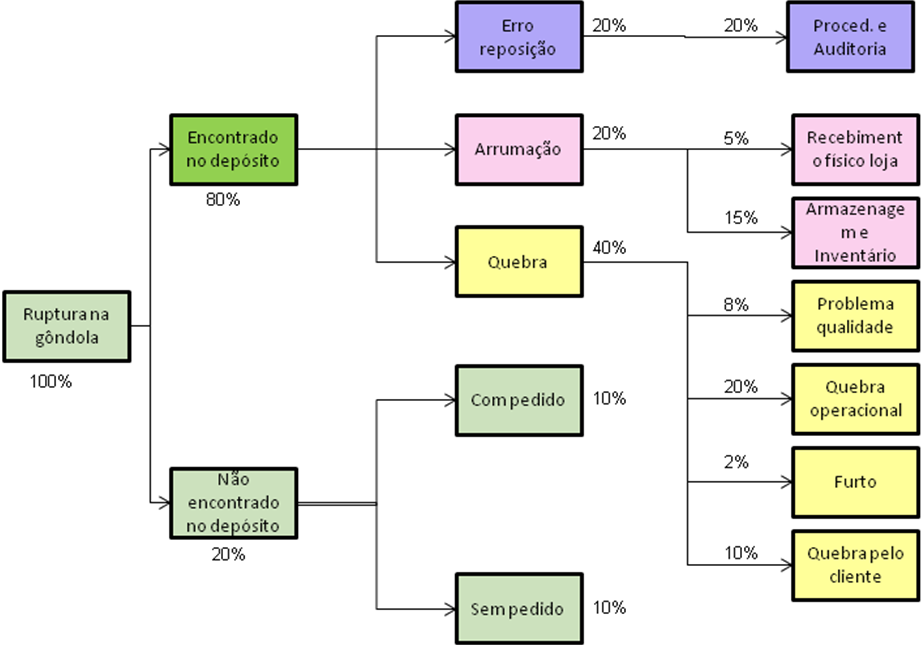 Erro
reposição
20%
20%
Proced. e
Auditoria
Encontrado
no depósito
80%
Arrumação
20%
5%
Recebiment
o físico loja
15%
Armazenage
m e
Inventário
Quebra
40%
Ruptura na
gôndola
100%
8%
Problema
qualidade
20%
Quebra
operacional
Com pedido
10%
2%
Furto
Não
encontrado
no depósito
20%
10%
Quebra pelo
cliente
Sem pedido
10%